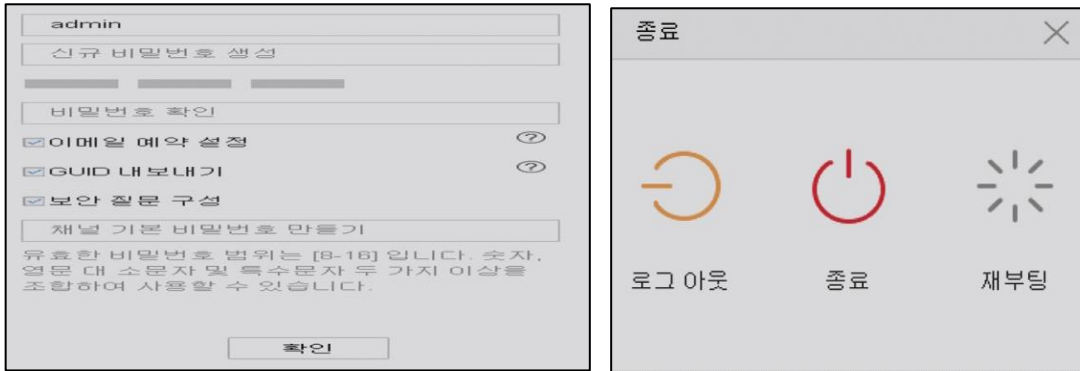 admin
신규 비밀번호 생성
비밀번호 확인
이메일 예약 설정
GUID 내보내기
보안 질문 구성
채널 기본 비밀번호 만들기
유효한 비밀번호 범위는 [8-16] 입니다. 숫자,
영문 대 소문자 및 특수문자 두 가지 이상을
조합하여 사용할 수 있습니다.
확인
종료
로그 아웃
종료
재부팅